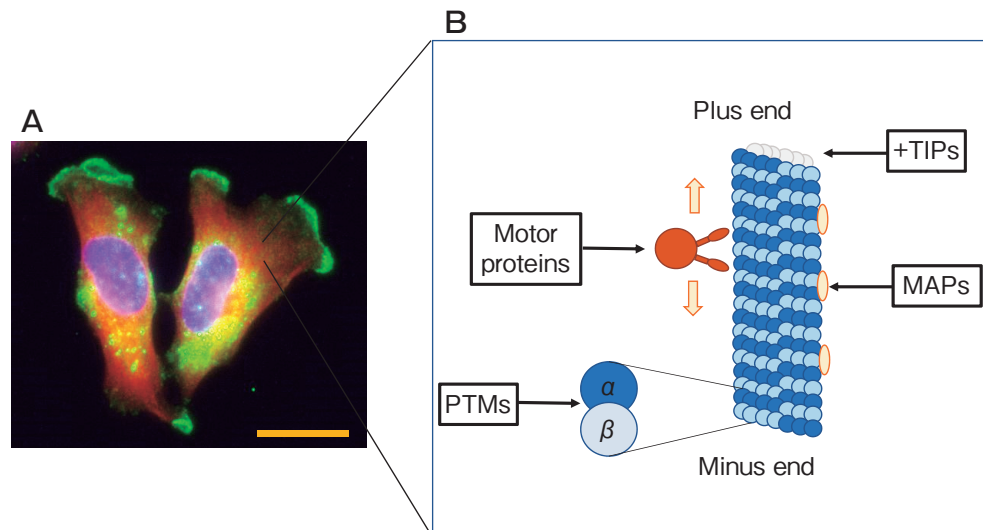 A
B
Plus end
+TIPs
Motor
proteins
MAPs
PTMs
α
β
Minus end